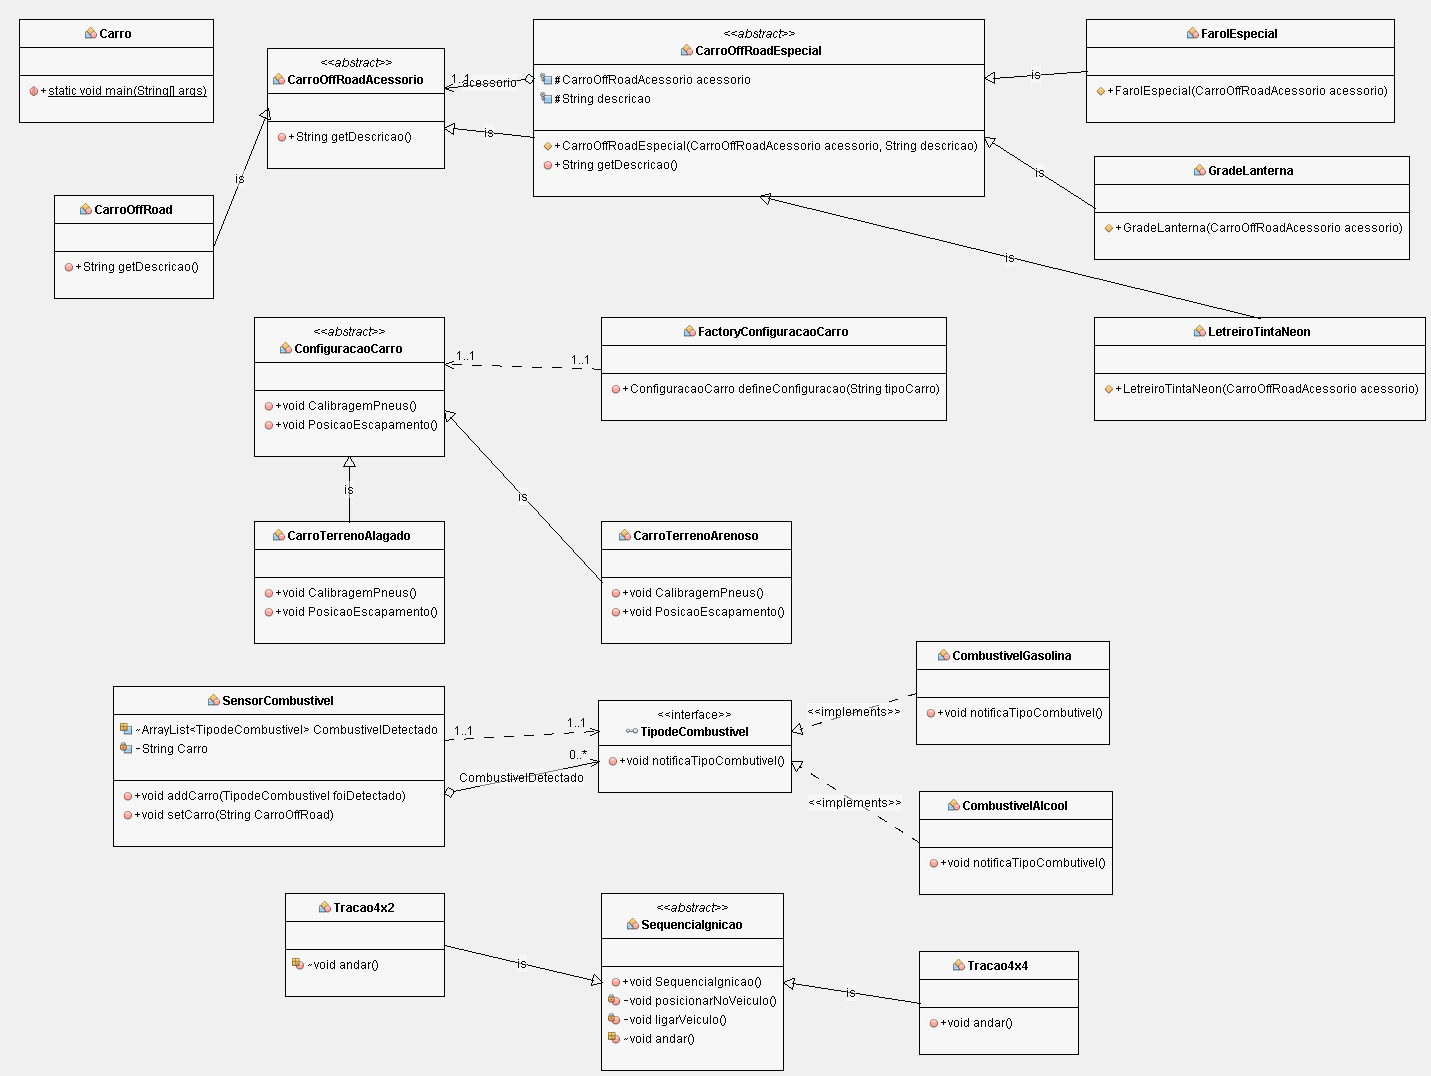 Carro
+static void main(String[] args)
<<abstract>>
CarroOffRoadAcessorio
+String getDescricao()
1..1
acessorio
is
<<abstract>>
CarroOffRoadEspecial
#CarroOffRoadAcessorio acessorio
#String descricao
+CarroOffRoadEspecial(CarroOffRoadAcessorio acessorio, String descricao)
+String getDescricao()
is
FarolEspecial
+FarolEspecial(CarroOffRoadAcessorio acessorio)
is
GradeLanterna
+GradeLanterna(CarroOffRoadAcessorio acessorio)
is
CarroOffRoad
+String getDescricao()
is
LetreiroTintaNeon
+LetreiroTintaNeon(CarroOffRoadAcessorio acessorio)
<<abstract>>
ConfiguracaoCarro
+void CalibragemPneus()
+void PosicaoEscapamento()
1..1
1..1
FactoryConfiguracaoCarro
+ConfiguracaoCarro defineConfiguracao(String tipoCarro)
is
is
CarroTerrenoAlagado
+void CalibragemPneus()
+void PosicaoEscapamento()
CarroTerrenoArenoso
+void CalibragemPneus()
+void PosicaoEscapamento()
SensorCombustivel
~ArrayList<TipodeCombustivel> CombustivelDetectado
-String Carro
+void addCarro(TipodeCombustivel foiDetectado)
+void setCarro(String CarroOffRoad)
1..1
1..1
0..*
CombustivelDetectado
<<interface>>
TipodeCombustivel
+void notificaTipoCombutivel()
<<implements>>
CombustivelGasolina
+void notificaTipoCombutivel()
<<implements>>
CombustivelAlcool
+void notificaTipoCombutivel()
Tracao4x2
~void andar()
is
<<abstract>>
SequenciaIgnicao
+void SequenciaIgnicao()
-void posicionarNoVeiculo()
-void ligarVeiculo()
~void andar()
is
Tracao4x4
+void andar()